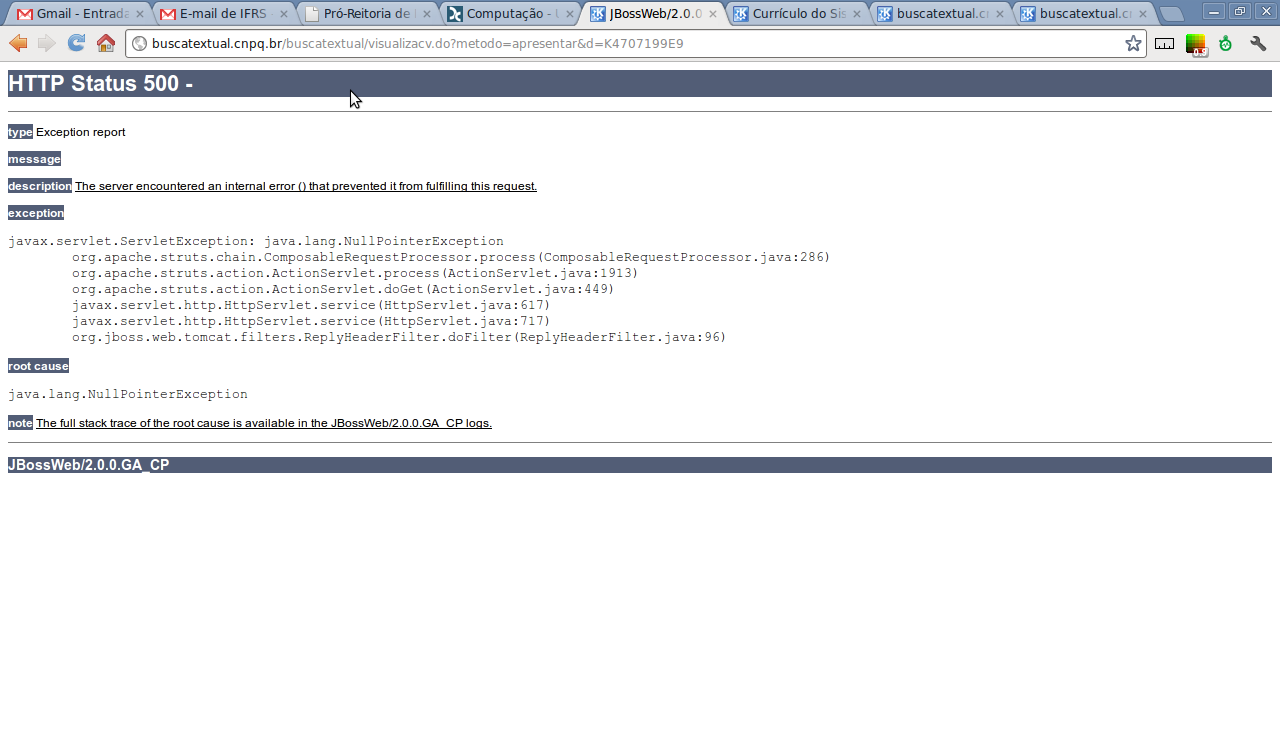 Gmail - Entrada
E-mail de IFRS
Pró-Reitoria de
Computação - U
JBossWeb/2.0.0
Currículo do Sis
buscatextual.cn
buscatextual.cn
buscatextual.cnpq.br/buscatextual/visualizacv.do?metodo=apresentar&d=K4707199E9
0.9
HTTP Status 500 -
type Exception report
message
description The server encountered an internal error () that prevented it from fulfilling this request.
exception
javax.servlet.ServletException: java.lang.NullPointerException
org.apache.struts.chain.ComposableRequestProcessor.process(ComposableRequestProcessor.java:286)
org.apache.struts.action.ActionServlet.process(ActionServlet.java:1913)
org.apache.struts.action.ActionServlet.doGet(ActionServlet.java:449)
javax.servlet.http.HttpServlet.service(HttpServlet.java:617)
javax.servlet.http.HttpServlet.service(HttpServlet.java:717)
org.jboss.web.tomcat.filters.ReplyHeaderFilter.doFilter(ReplyHeaderFilter.java:96)
root cause
java.lang.NullPointerException
note The full stack trace of the root cause is available in the JBossWeb/2.0.0.GA_CP logs.
JBossWeb/2.0.0.GA_CP